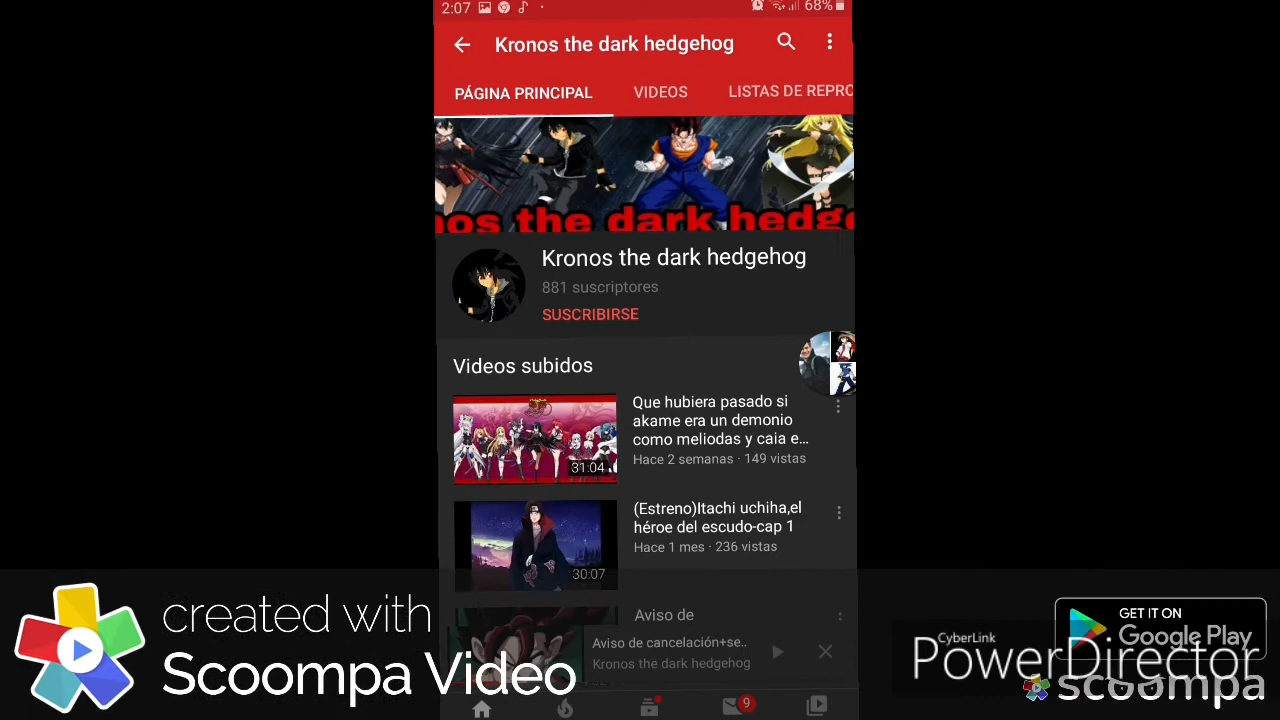 2:07
68%
Kronos the dark hedgehog
PÁGINA PRINCIPAL
VIDEOS
LISTAS DE REPRO
nos the dark hedge
Kronos the dark hedgehog
881 suscriptores
SUSCRIBIRSE
Videos subidos
Que hubiera pasado si
akame era un demonio
como meliodas y caia e...
Hace 2 semanas · 149 vistas
31:04
(Estreno)Itachi uchiha,el
héroe del escudo-cap 1
Hace 1 mes · 236 vistas
30:07
Aviso de
Aviso de cancelación+se..
Kronos the dark hedgehog
9
created with
Scoompa Video
GET IT ON
Google Play
CyberLink
PowerDirector
scoompa